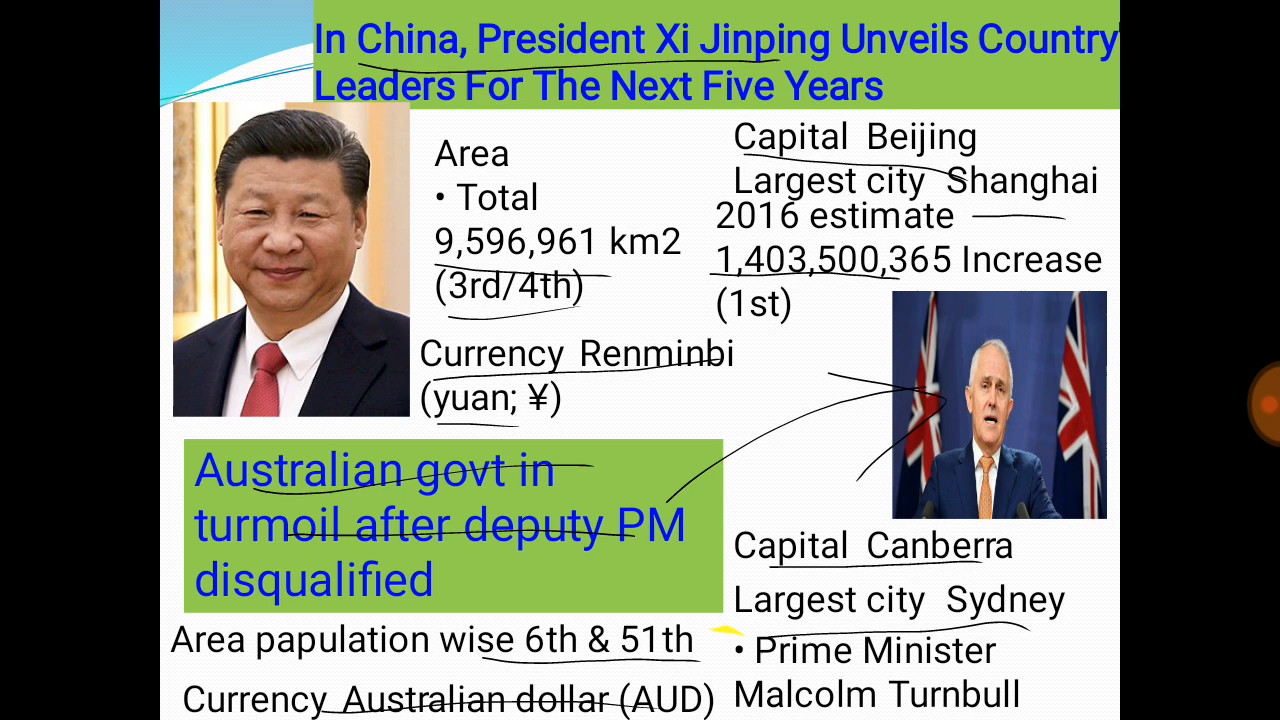 In China, President Xi Jinping Unveils Country
Leaders For The Next Five Years
Area
• Total
9,596,961 km2
(3rd/4th)
Currency Renminbi
(yuan; ¥)
Capital Beijing
Largest city Shanghai
2016 estimate
1,403,500,365 Increase
(1st)
Australian govt in
turmoil after deputy PM
disqualified
Area papulation wise 6th & 51th
Currency Australian dollar (AUD)
Capital Canberra
Largest city Sydney
• Prime Minister
Malcolm Turnbull